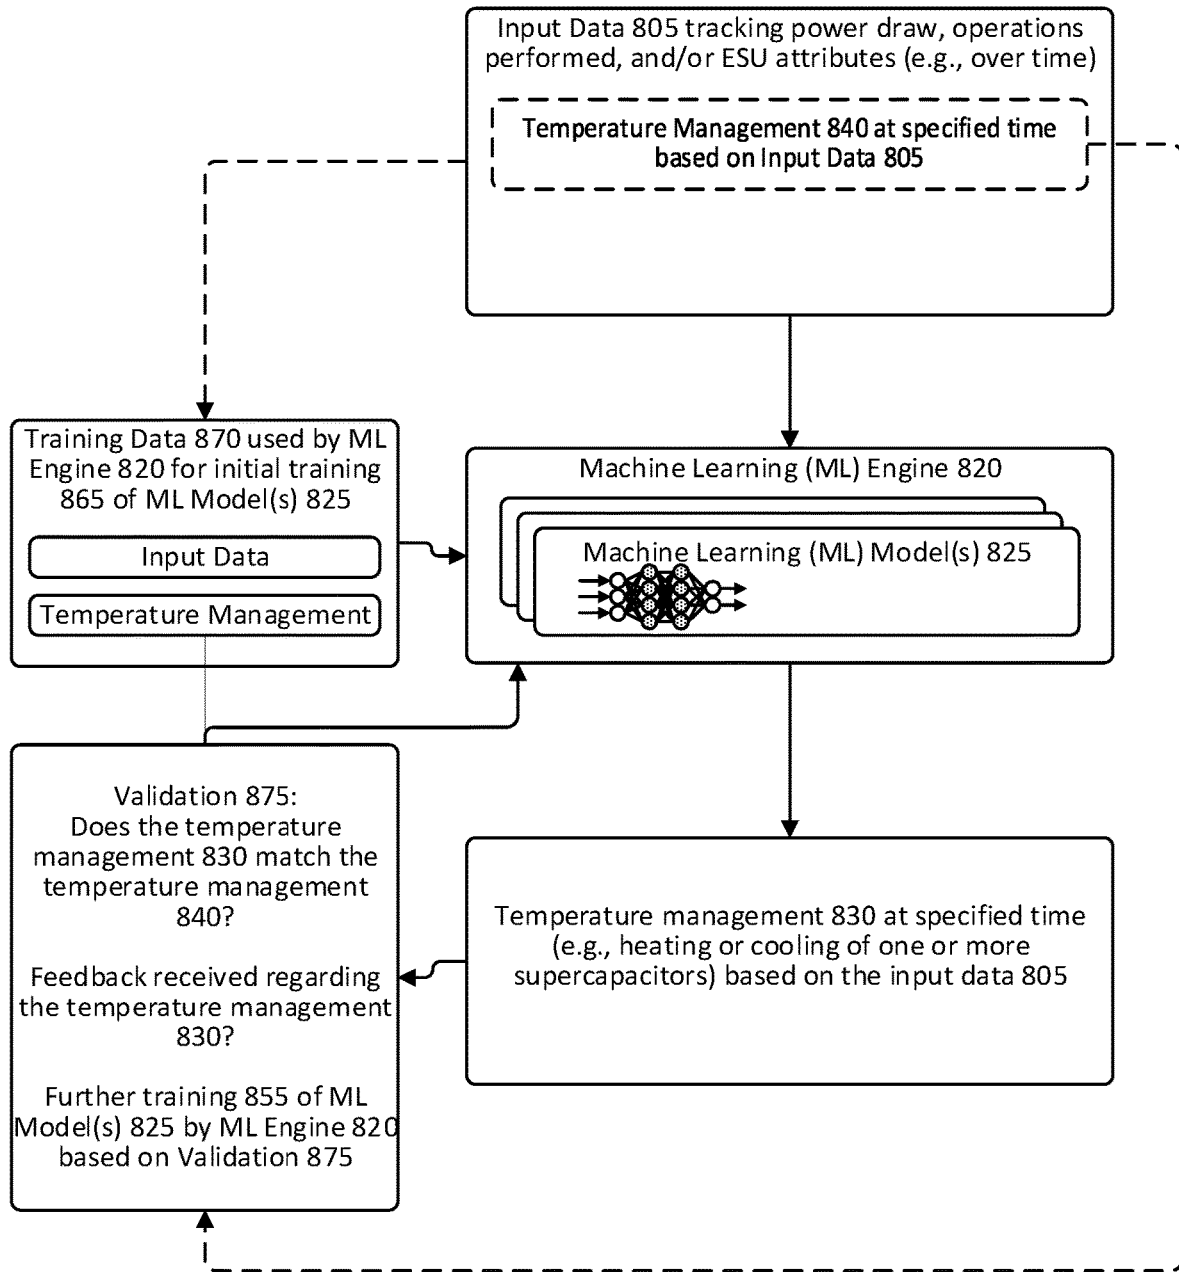 Input Data 805 tracking power draw, operations
performed, and/or ESU attributes (e.g., over time)
Temperature Management 840 at specified time
based on Input Data 805
Training Data 870 used by ML
Engine 820 for initial training
865 of ML Model(s) 825
Input Data
Temperature Management
Machine Learning (ML) Engine 820
Machine Learning (ML) Model(s) 825
Validation 875:
Does the temperature
management 830 match the
temperature management
840?
Feedback received regarding
the temperature management
830?
Further training 855 of ML
Model(s) 825 by ML Engine 820
based on Validation 875
Temperature management 830 at specified time
(e.g., heating or cooling of one or more
supercapacitors) based on the input data 805